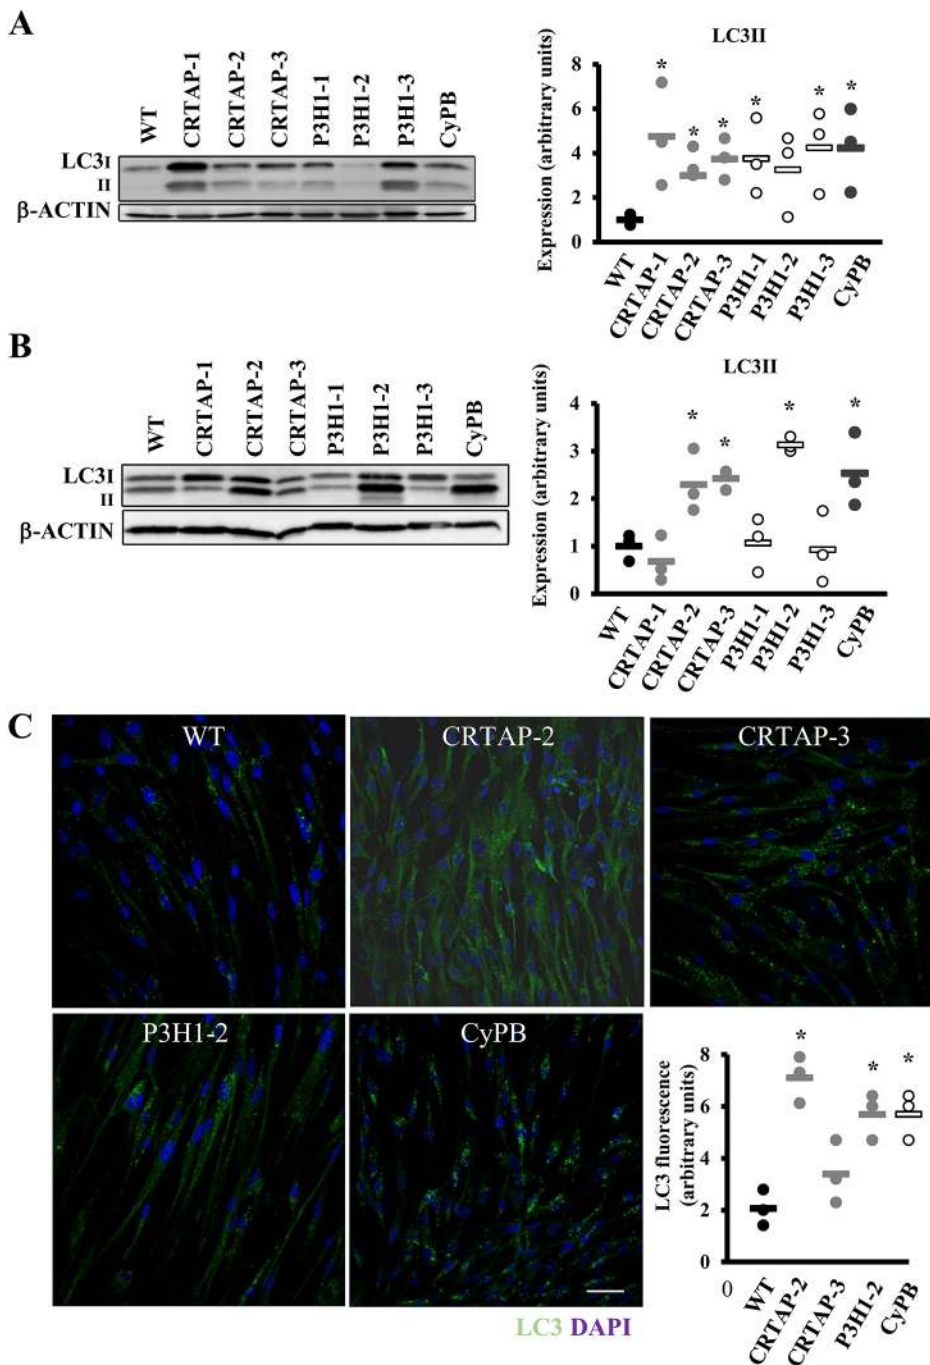 A
WT
CRTAP-1
CRTAP-2
CRTAP-3
P3H1-1
P3H1-2
P3H1-3
CyPB
LC3I
II
β-ACTIN
LC3II
Expression (arbitrary units)
8
6
4
2
0
*
*
*
*
*
*
WT
CRTAP-1
CRTAP-2
CRTAP-3
P3H1-1
P3H1-2
P3H1-3
CyPB
B
WT
CRTAP-1
CRTAP-2
CRTAP-3
P3H1-1
P3H1-2
P3H1-3
CyPB
LC3I
II
β-ACTIN
LC3II
Expression (arbitrary units)
4
3
2
1
0
*
*
*
*
WT
CRTAP-1
CRTAP-2
CRTAP-3
P3H1-1
P3H1-2
P3H1-3
CyPB
C
WT
CRTAP-2
CRTAP-3
P3H1-2
CyPB
LC3 DAPI
LC3 fluorescence
(arbitrary units)
8
6
4
2
0
0
*
*
*
WT
CRTAP-2
CRTAP-3
P3H1-2
CyPB